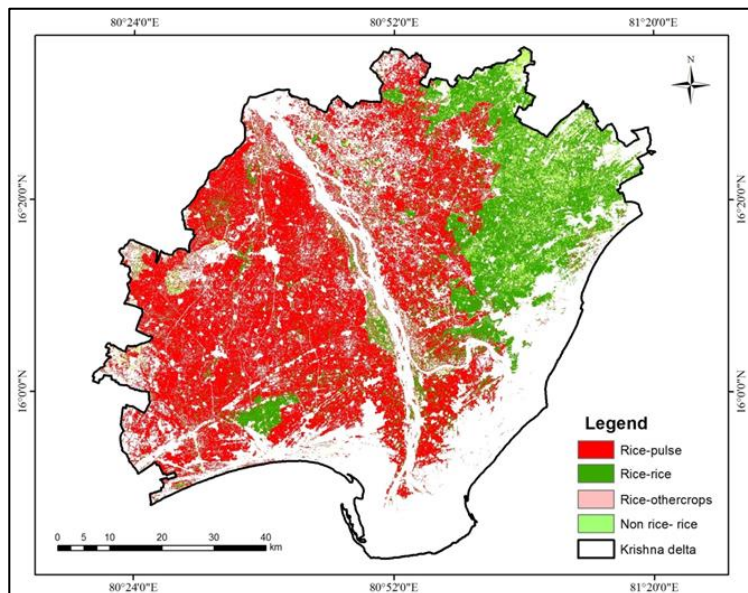 80°24'0"E 80°52'0"E 81°20'0"E
N
16°20'0"N 16°20'0"N
16°0'0"N 16°0'0"N
Legend
Rice-pulse
Rice-rice
Rice-othercrops
Non rice- rice
Krishna delta
0 5 10 20 30 40
km
80°24'0"E 80°52'0"E 81°20'0"E